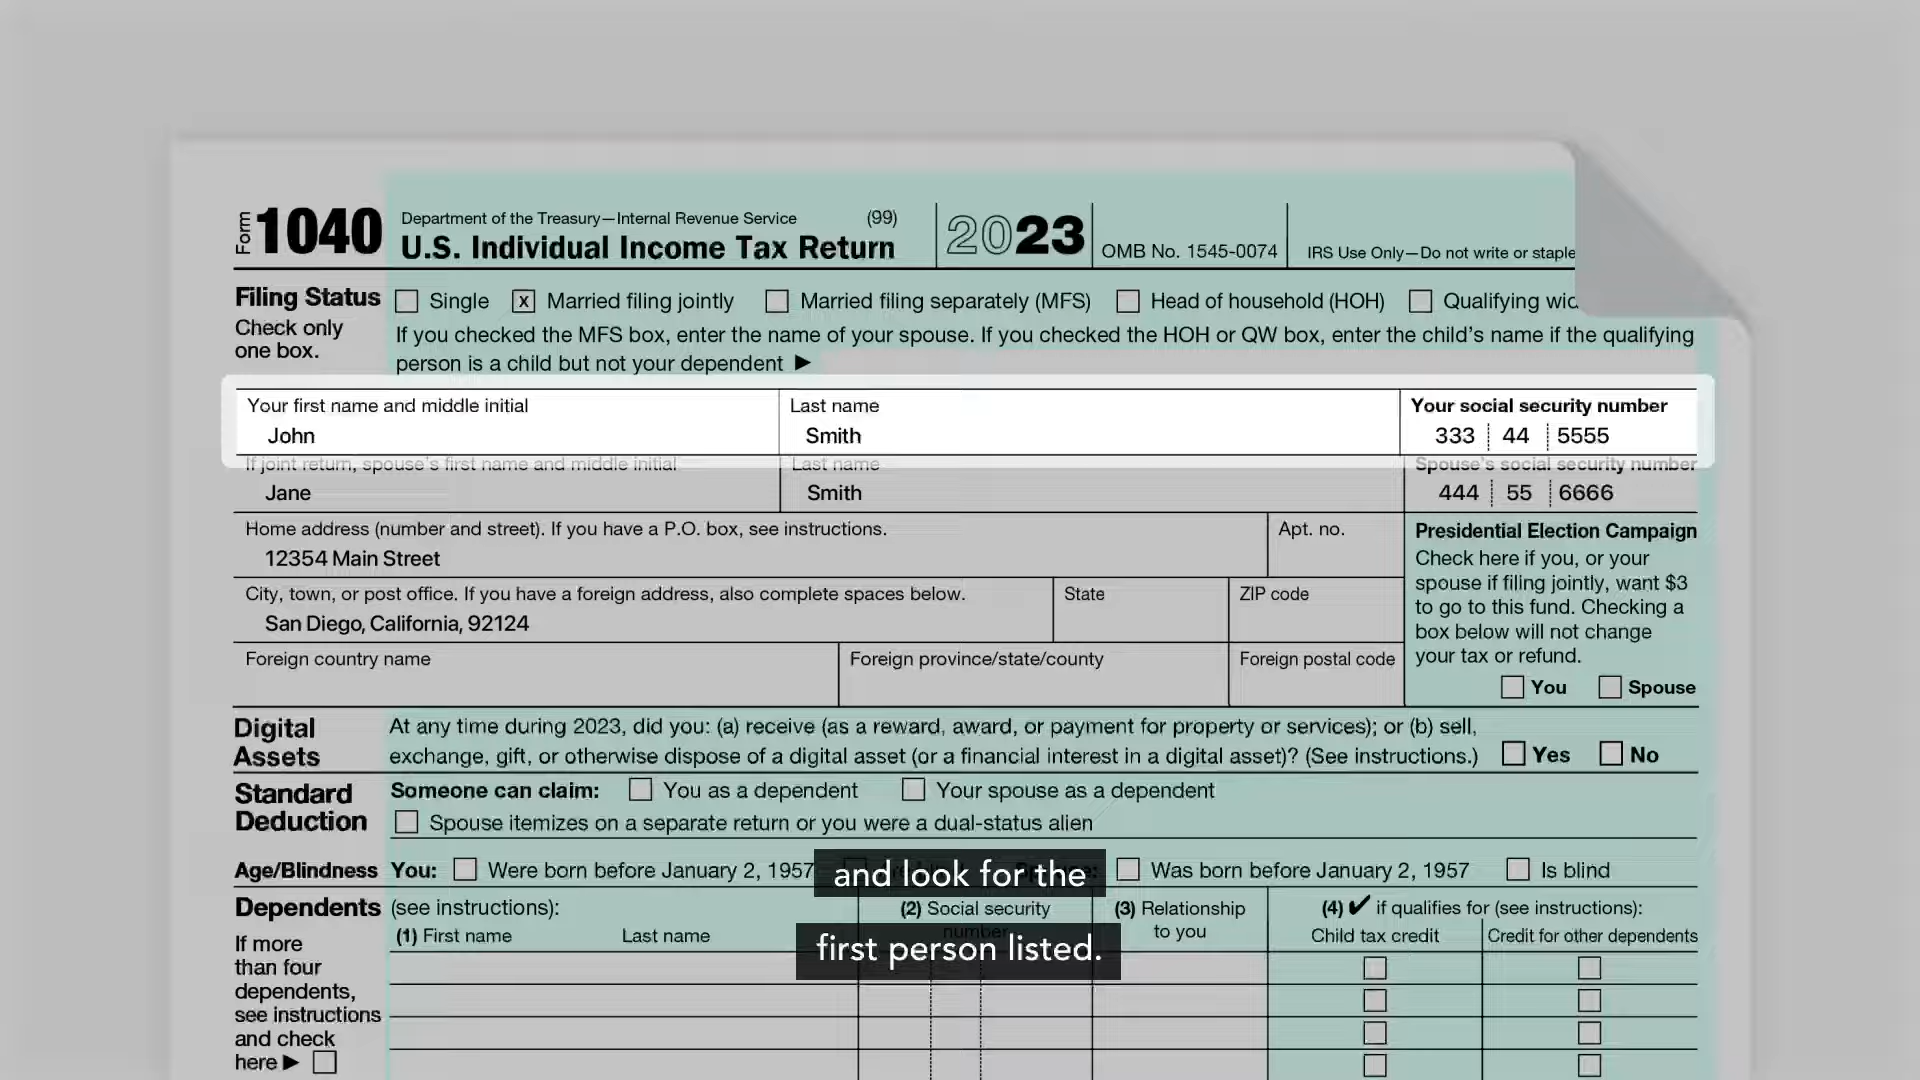 Form 1040 Department of the Treasury—Internal Revenue Service (99)
U.S. Individual Income Tax Return 2023 OMB No. 1545-0074 IRS Use Only—Do not write or staple
Filing Status Single x Married filing jointly Married filing separately (MFS) Head of household (HOH) Qualifying
Check only
one box.
If you checked the MFS box, enter the name of your spouse. If you checked the HOH or QW box, enter the child's name if the qualifying
person is a child but not your dependent ▶
Your first name and middle initial Last name Your social security number
John Smith 333 44 5555
If joint return, spouse's first name and middle initial Last name Spouse's social security number
Jane Smith 444 55 6666
Home address (number and street). If you have a P.O. box, see instructions. Apt. no.
12354 Main Street
City, town, or post office. If you have a foreign address, also complete spaces below. State ZIP code
San Diego, California, 92124
Foreign country name Foreign province/state/county Foreign postal code
Presidential Election Campaign
Check here if you, or your
spouse if filing jointly, want $3
to go to this fund. Checking a
box below will not change
your tax or refund.
You Spouse
Digital
Assets
At any time during 2023, did you: (a) receive (as a reward, award, or payment for property or services); or (b) sell,
exchange, gift, or otherwise dispose of a digital asset (or a financial interest in a digital asset)? (See instructions.) Yes No
Standard
Deduction
Someone can claim: You as a dependent Your spouse as a dependent
Spouse itemizes on a separate return or you were a dual-status alien
Age/Blindness You: Were born before January 2, 1957 Was born before January 2, 1957 Is blind
Dependents (see instructions): (2) Social security number (3) Relationship to you (4) ✔ if qualifies for (see instructions):
(1) First name Last name Child tax credit Credit for other dependents
If more
than four
dependents,
see instructions
and check
here ▶
and look for the
first person listed.